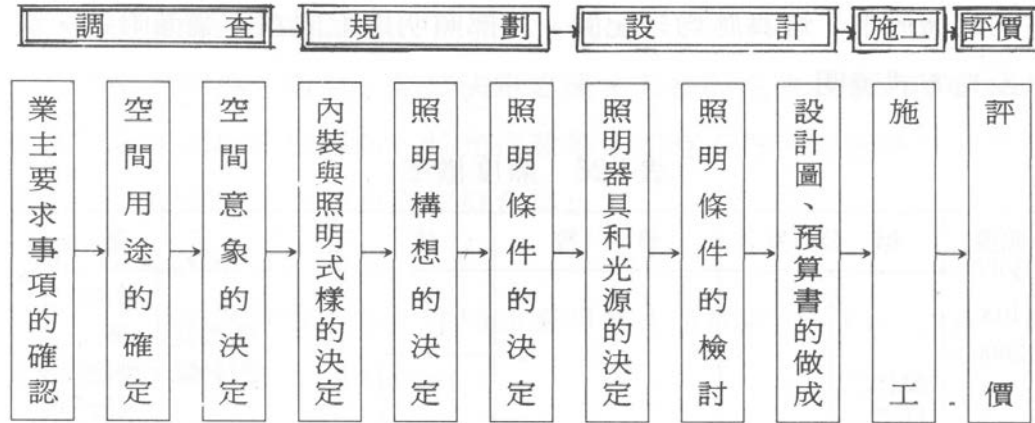 調查
規劃
設計
施工
評價
業主要求事項的確認
空間用途的確定
空間意象的決定
內裝與照明式樣的決定
照明構想的決定
照明條件的決定
照明器具和光源的決定
照明條件的檢討
設計圖、預算書的做成
施工
評價